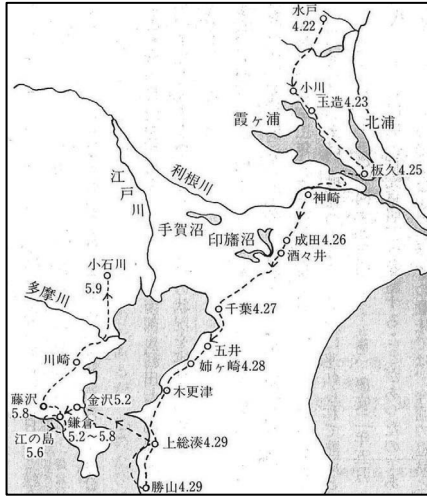 水戸
4.22
小川
玉造4.23
霞ヶ浦
北浦
板久4.25
利根川
神崎
江戸川
手賀沼
印旛沼
成田4.26
酒々井
小石川
5.9
多摩川
千葉4.27
五井
姉ヶ崎4.28
川崎
木更津
藤沢
5.8
金沢5.2
鎌倉
5.2〜5.8
江の島
5.6
上総湊4.29
勝山4.29